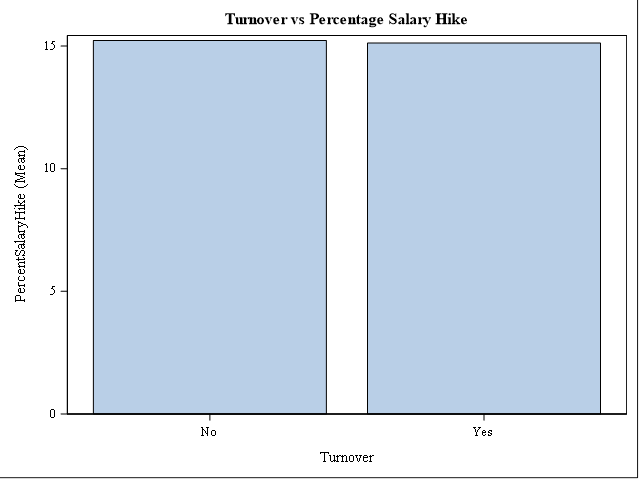 Turnover vs Percentage Salary Hike
15
10
5
0
PercentSalaryHike (Mean)
No
Yes
Turnover